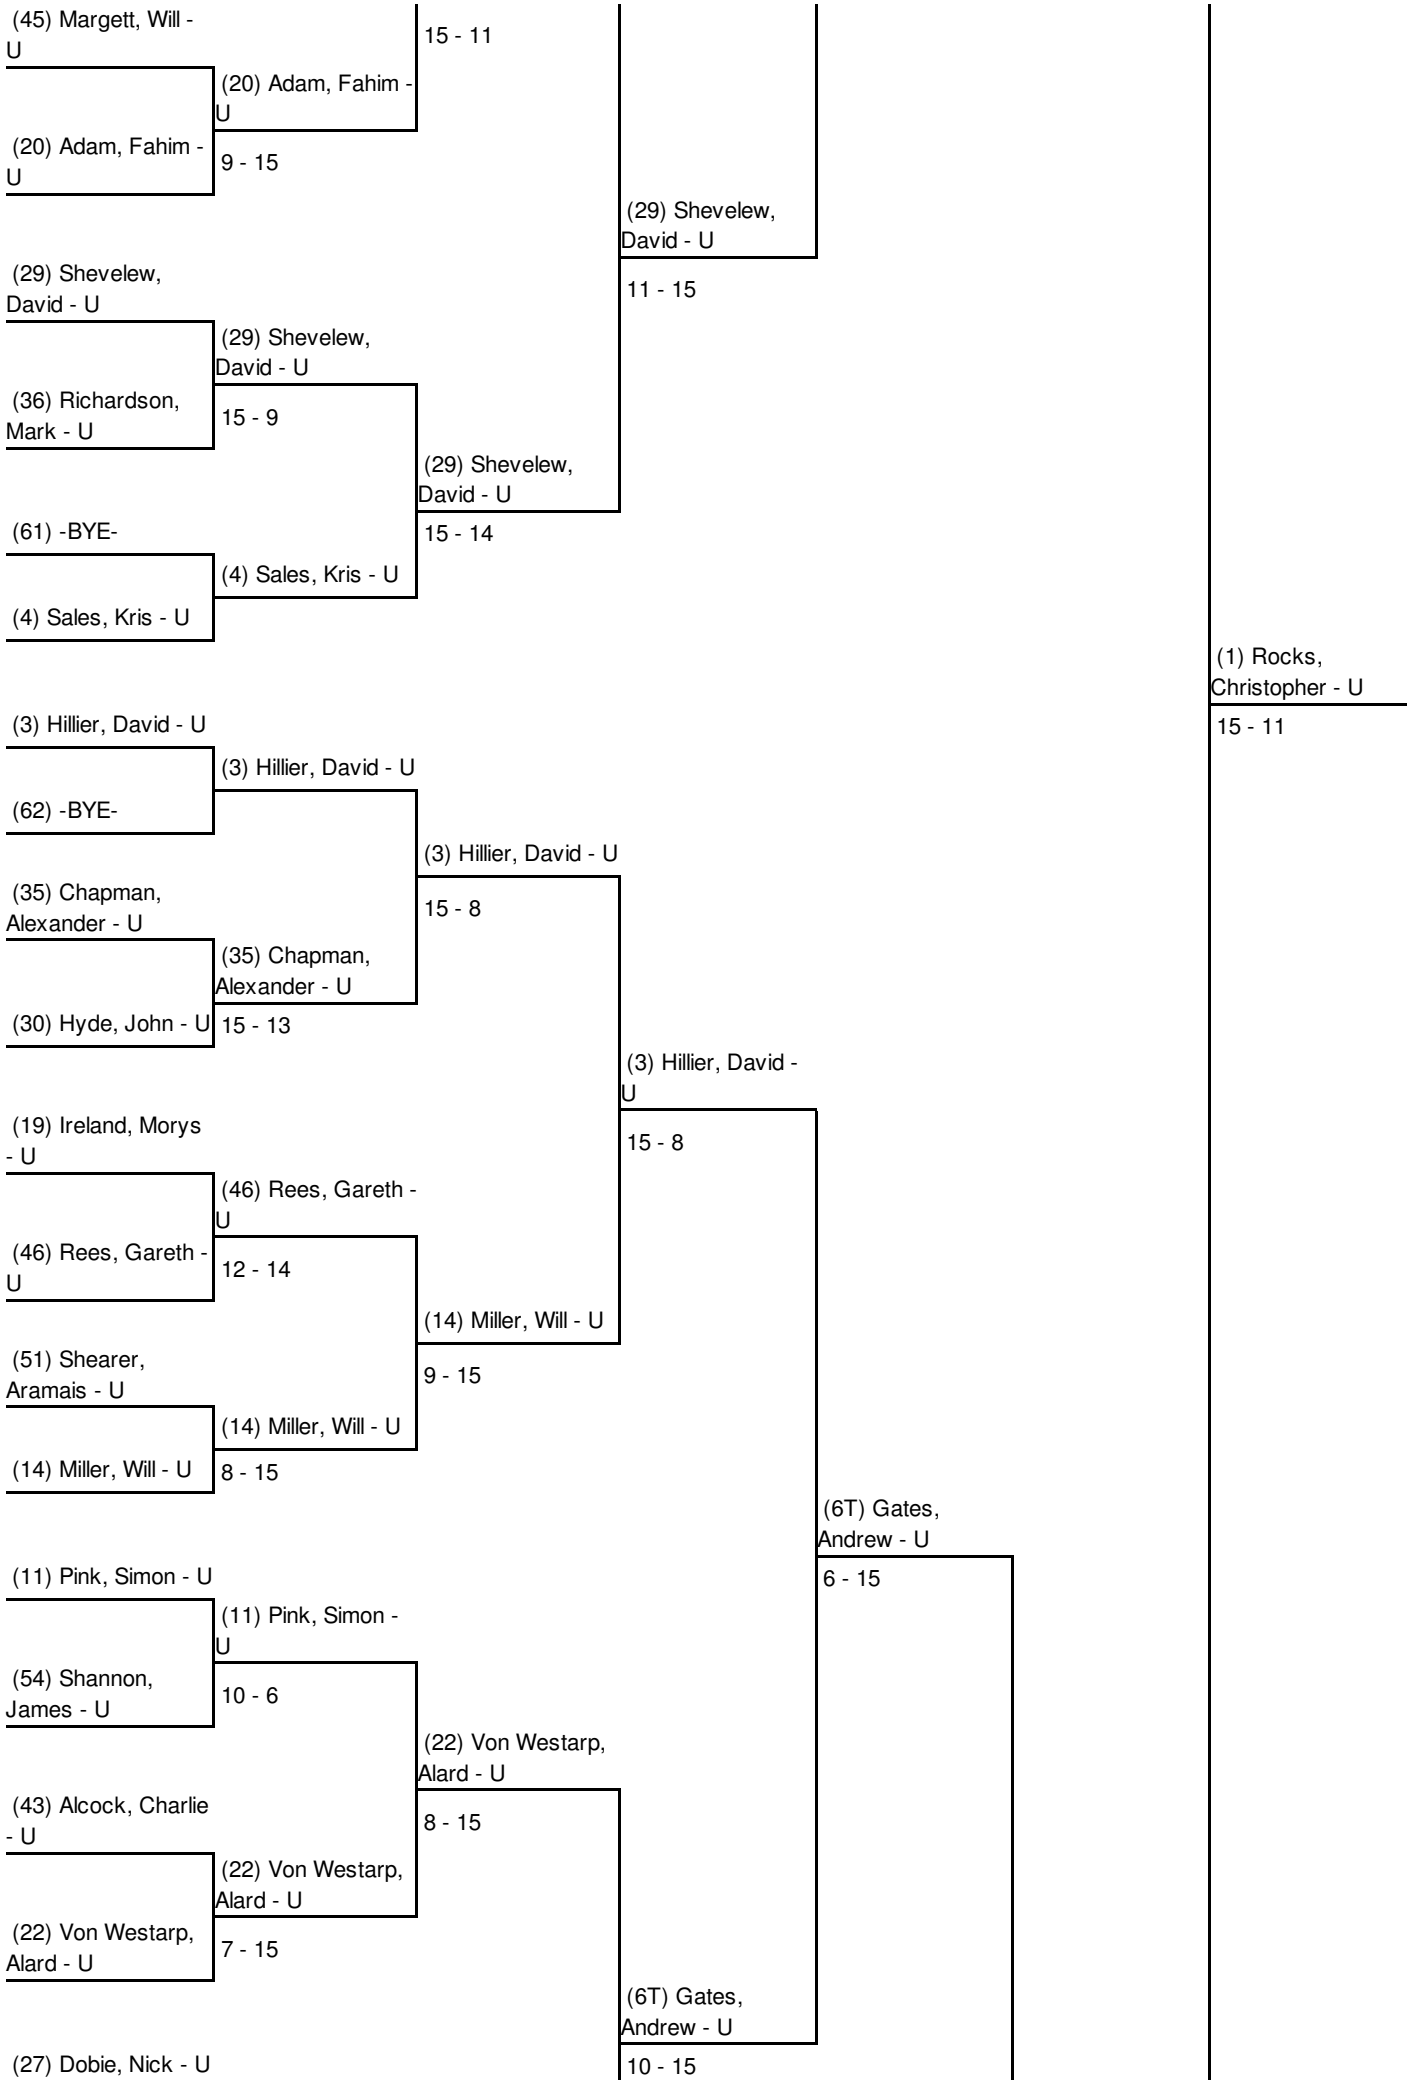 (45) Margett, Will -
U
15 - 11
(20) Adam, Fahim -
U
(20) Adam, Fahim -
U
9 - 15
(29) Shevelew,
David - U
11 - 15
(29) Shevelew,
David - U
(29) Shevelew,
David - U
15 - 9
(36) Richardson,
Mark - U
(29) Shevelew,
David - U
15 - 14
(61) -BYE-
(4) Sales, Kris - U
(4) Sales, Kris - U
(1) Rocks,
Christopher - U
15 - 11
(3) Hillier, David - U
(3) Hillier, David - U
(62) -BYE-
(3) Hillier, David - U
15 - 8
(35) Chapman,
Alexander - U
(35) Chapman,
Alexander - U
(30) Hyde, John - U
15 - 13
(3) Hillier, David -
U
15 - 8
(19) Ireland, Morys
- U
(46) Rees, Gareth -
U
(46) Rees, Gareth -
U
12 - 14
(14) Miller, Will - U
9 - 15
(51) Shearer,
Aramais - U
(14) Miller, Will - U
(14) Miller, Will - U
8 - 15
(6T) Gates,
Andrew - U
6 - 15
(11) Pink, Simon - U
(11) Pink, Simon -
U
(54) Shannon,
James - U
10 - 6
(22) Von Westarp,
Alard - U
8 - 15
(43) Alcock, Charlie
- U
(22) Von Westarp,
Alard - U
(22) Von Westarp,
Alard - U
7 - 15
(6T) Gates,
Andrew - U
10 - 15
(27) Dobie, Nick - U